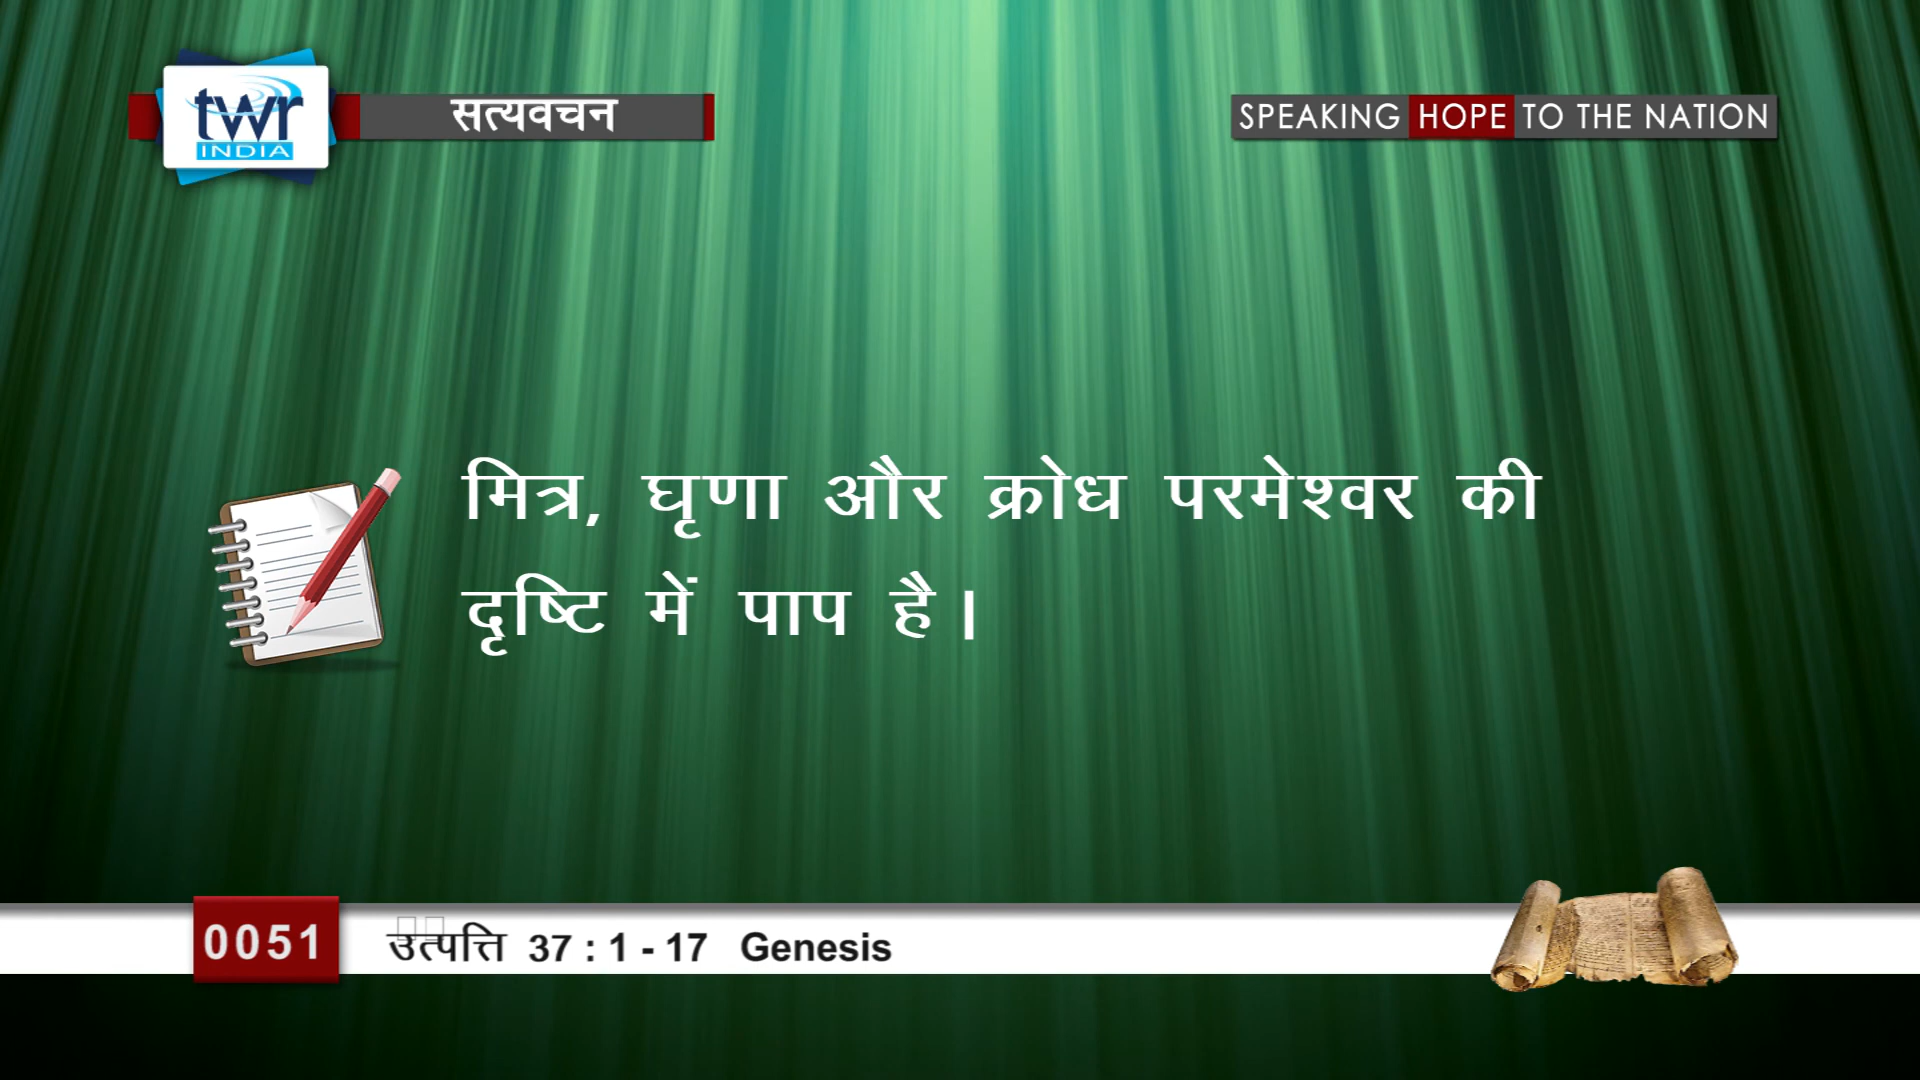 twr
INDIA
सत्यवचन
SPEAKING HOPE TO THE NATION
मित्र, घृणा और क्रोध परमेश्वर की
दृष्टि में पाप है।
0051
उत्पत्ति 37 : 1 - 17 Genesis